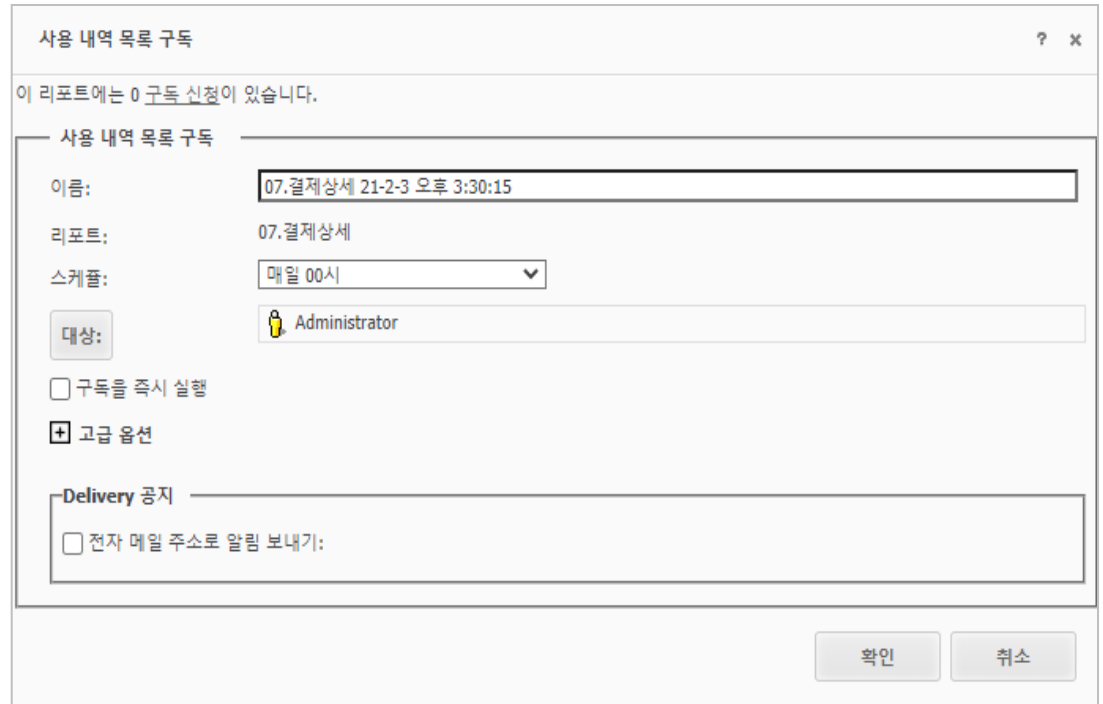 사용 내역 목록 구독
이 리포트에는 0 구독 신청이 있습니다.
사용 내역 목록 구독
이름: 07.결제상세 21-2-3 오후 3:30:15
리포트: 07.결제상세
스케쥴: 매일 00시
대상: Administrator
구독을 즉시 실행
고급 옵션
Delivery 공지
전자 메일 주소로 알림 보내기:
확인 취소